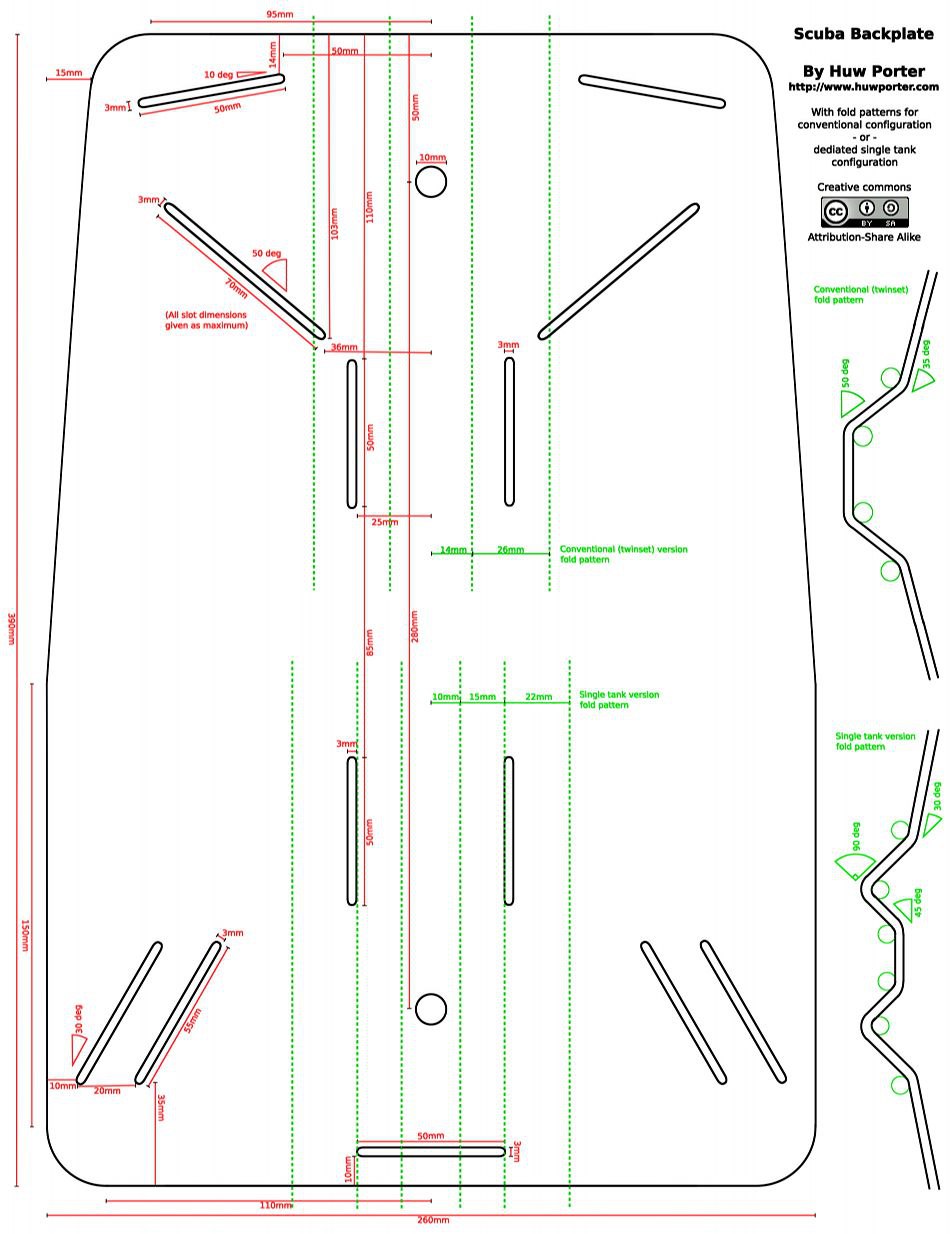 95mm
Scuba Backplate
By Huw Porter
http://www.huwporter.com
With fold patterns for
conventional configuration
- or -
dediated single tank
configuration
Creative commons
cc
BY SA
Attribution-Share Alike
14mm
50mm
15mm
10 deg
3mm
50mm
50mm
10mm
3mm
110mm
103mm
50 deg
70mm
(All slot dimensions
given as maximum)
36mm
3mm
50mm
25mm
14mm
26mm
Conventional (twinset) version
fold pattern
Conventional (twinset)
fold pattern
50 deg
35 deg
390mm
85mm
280mm
10mm
15mm
22mm
Single tank version
fold pattern
Single tank version
fold pattern
30 deg
90 deg
45 deg
3mm
50mm
150mm
3mm
30 deg
55mm
10mm
20mm
35mm
50mm
3mm
10mm
110mm
260mm